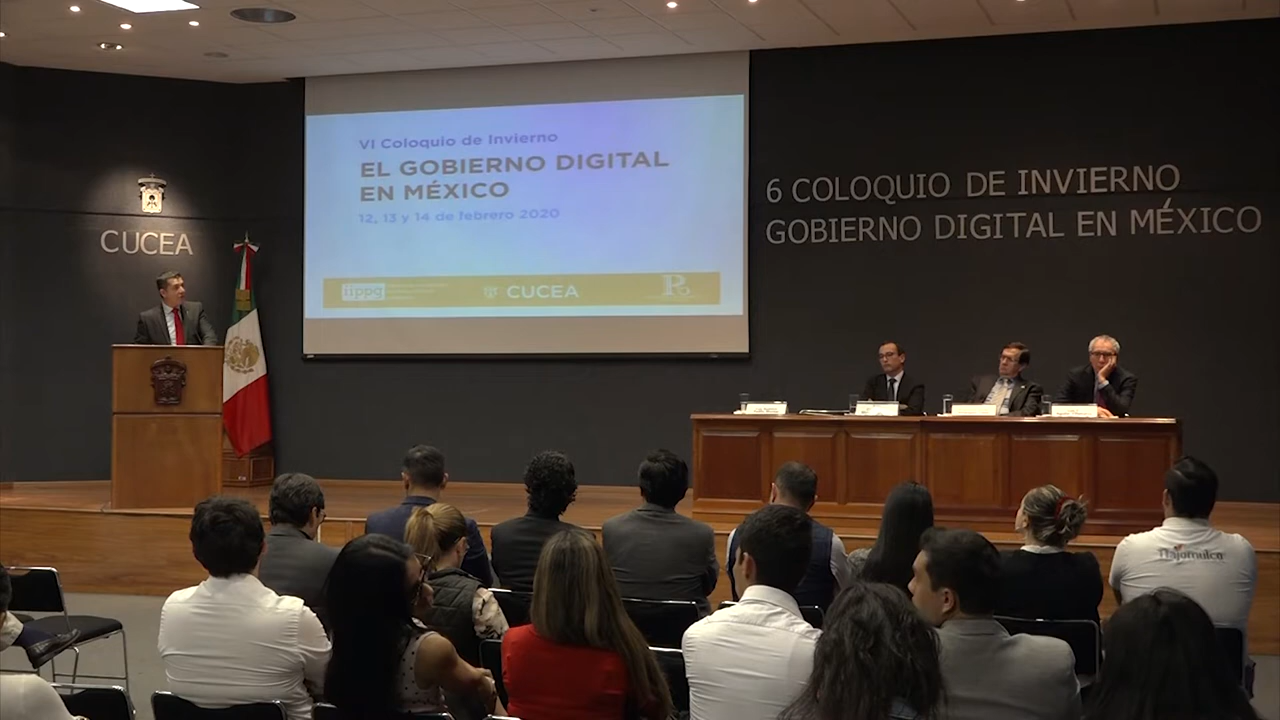 CUCEA
VI Coloquio de Invierno
EL GOBIERNO DIGITAL
EN MÉXICO
12, 13 y 14 de febrero 2020
iippg
CUCEA
6 COLOQUIO DE INVIERNO
GOBIERNO DIGITAL EN MÉXICO
Tlajomulco